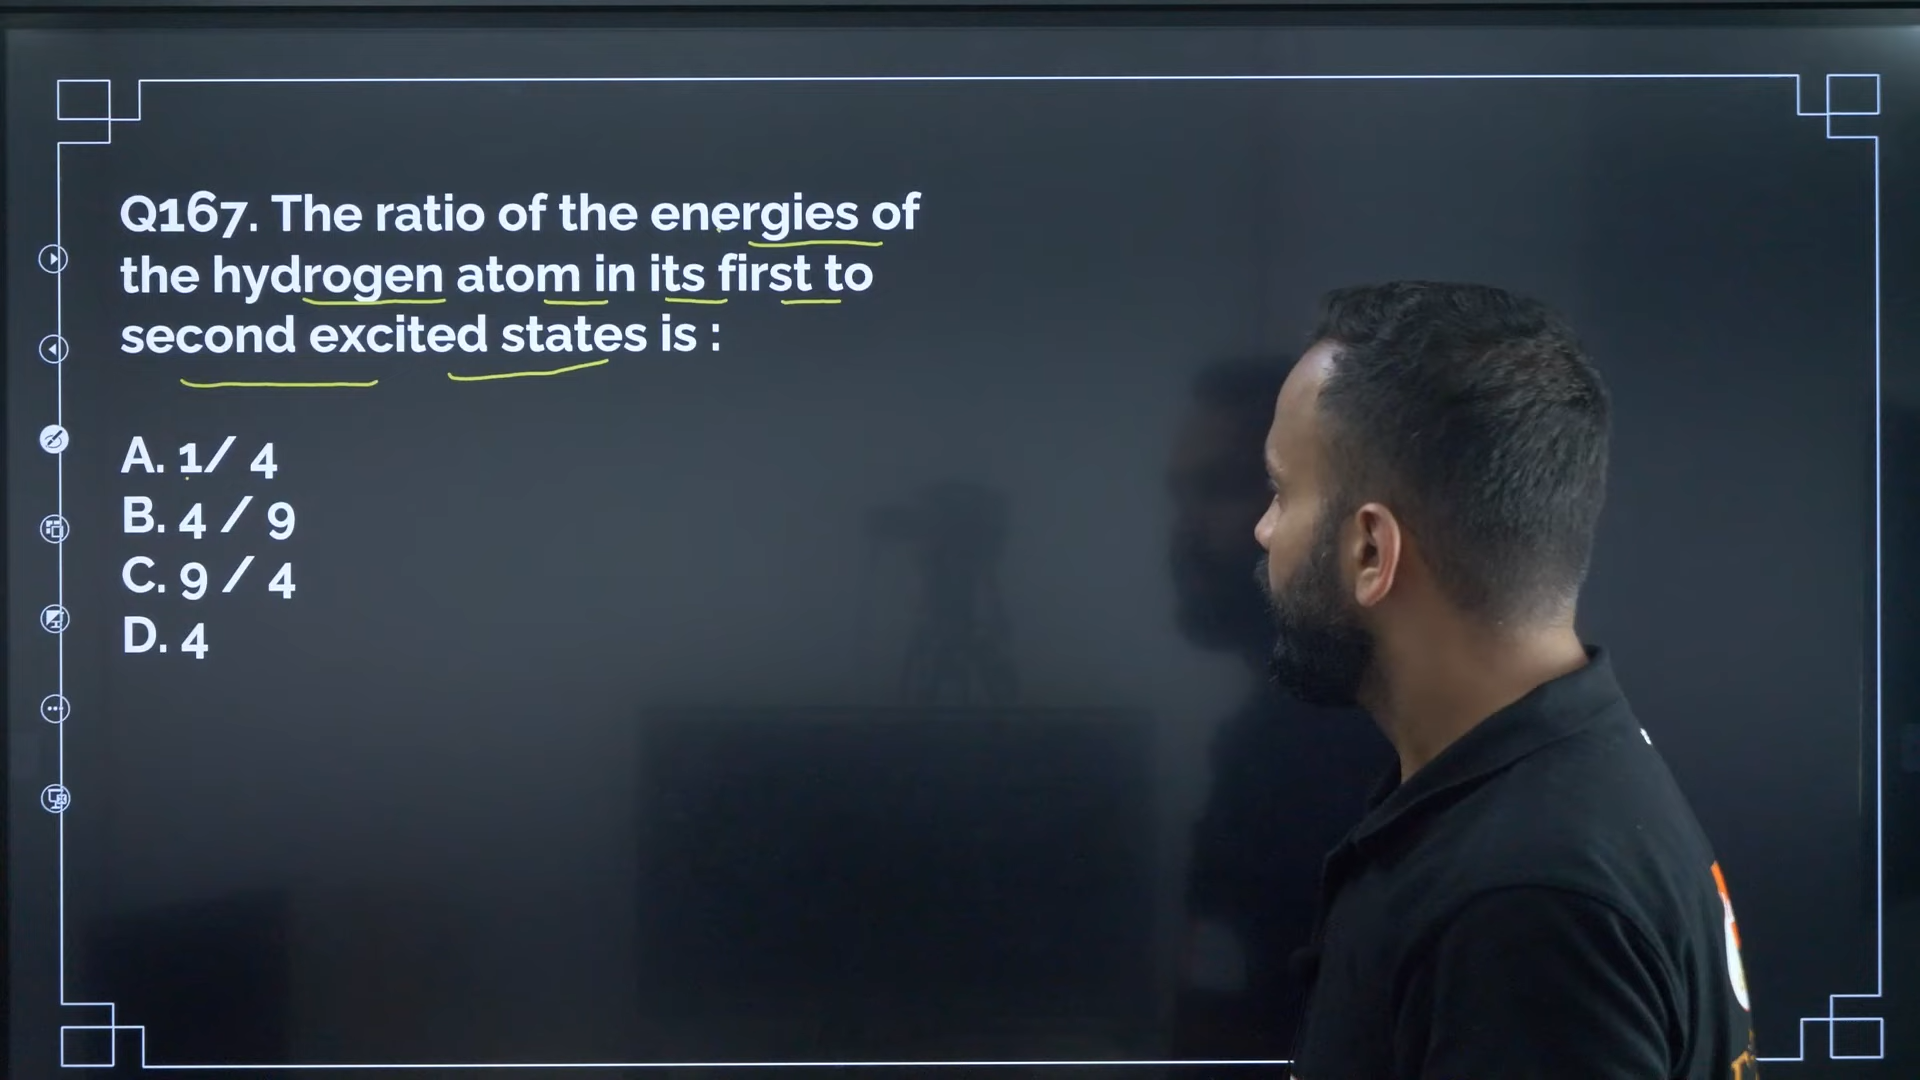 Q167. The ratio of the energies of
the hydrogen atom in its first to
second excited states is :
A. 1/ 4
B. 4 / 9
C. 9 / 4
D. 4